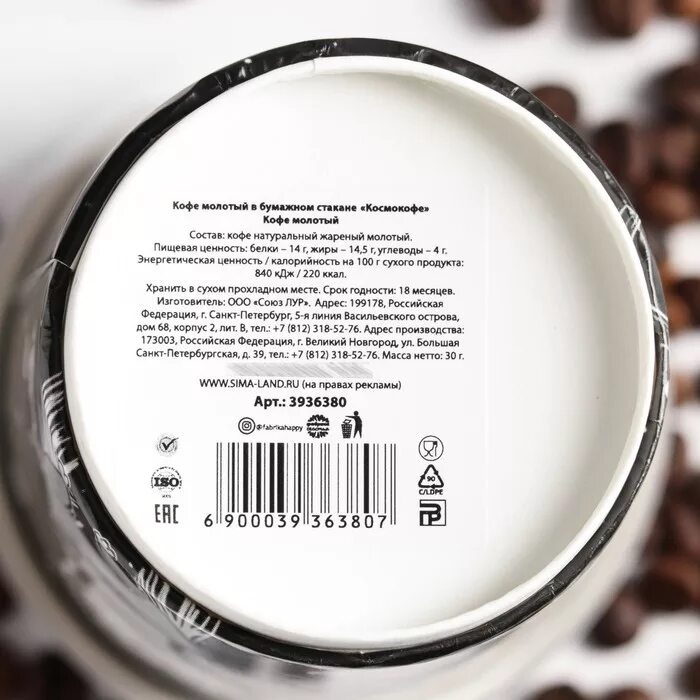 Кофе молотый в бумажном стакане «Космокофе»
Кофе молотый
Состав: кофе натуральный жареный молотый.
Пищевая ценность: белки – 14 г, жиры – 14,5 г, углеводы – 4 г.
Энергетическая ценность / калорийность на 100 г сухого продукта:
840 кДж / 220 ккал.
Хранить в сухом прохладном месте. Срок годности: 18 месяцев.
Изготовитель: ООО «Союз ЛУР». Адрес: 199178, Российская
Федерация, г. Санкт-Петербург, 5-я линия Васильевского острова,
дом 68, корпус 2, лит. В, тел.: +7 (812) 318-52-76. Адрес производства:
173003, Российская Федерация, г. Великий Новгород, ул. Большая
Санкт-Петербургская, д. 39, тел.: +7 (812) 318-52-76. Масса нетто: 30 г.
WWW.SIMA-LAND.RU (на правах рекламы)
Арт.: 3936380
@fabrikahappy
ISO
EAC
6 900039 363807
90
C/LDPE